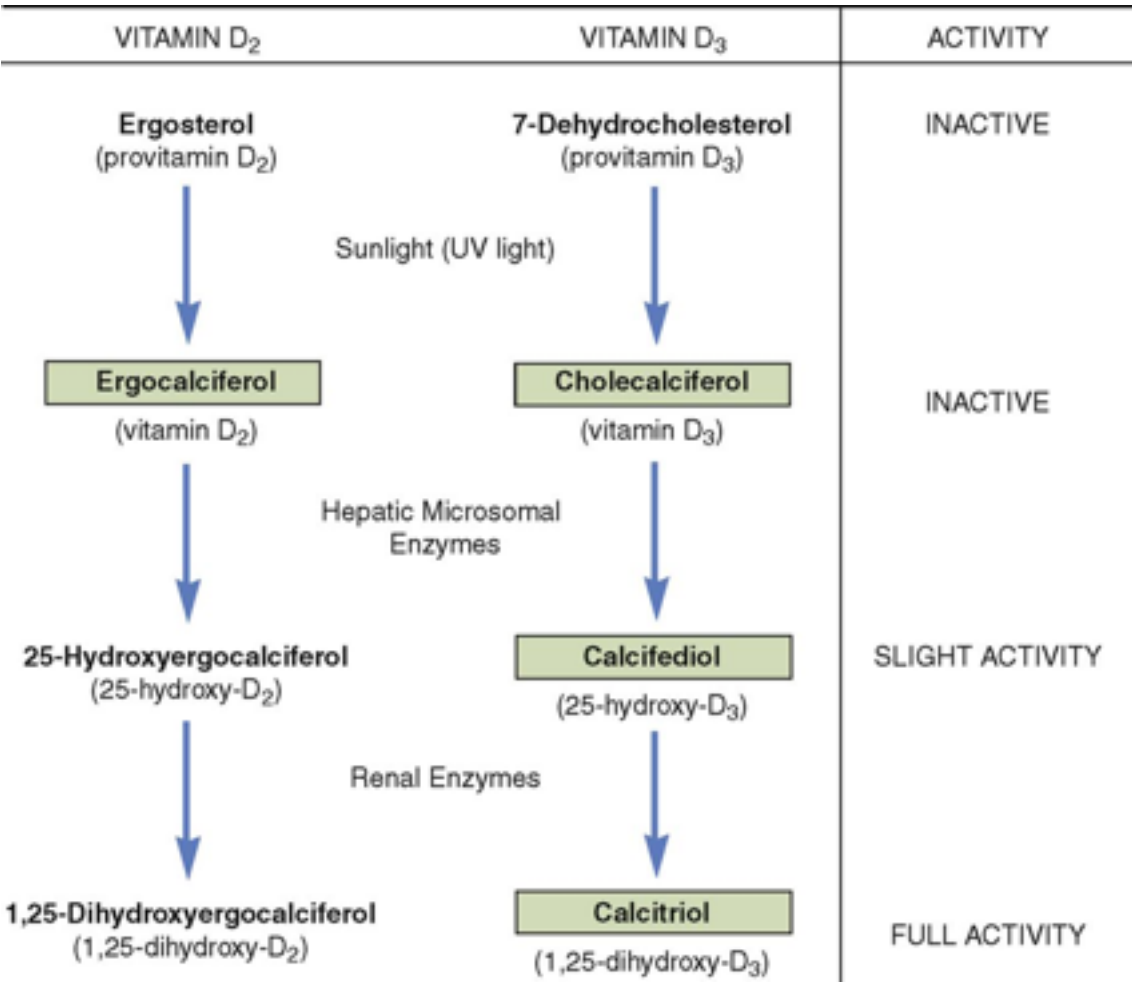 VITAMIN D2 VITAMIN D3 ACTIVITY
Ergosterol 7-Dehydrocholesterol INACTIVE
(provitamin D2) (provitamin D3)
Sunlight (UV light)
Ergocalciferol Cholecalciferol INACTIVE
(vitamin D2) (vitamin D3)
Hepatic Microsomal
Enzymes
25-Hydroxyergocalciferol Calcifediol SLIGHT ACTIVITY
(25-hydroxy-D2) (25-hydroxy-D3)
Renal Enzymes
1,25-Dihydroxyergocalciferol Calcitriol FULL ACTIVITY
(1,25-dihydroxy-D2) (1,25-dihydroxy-D3)